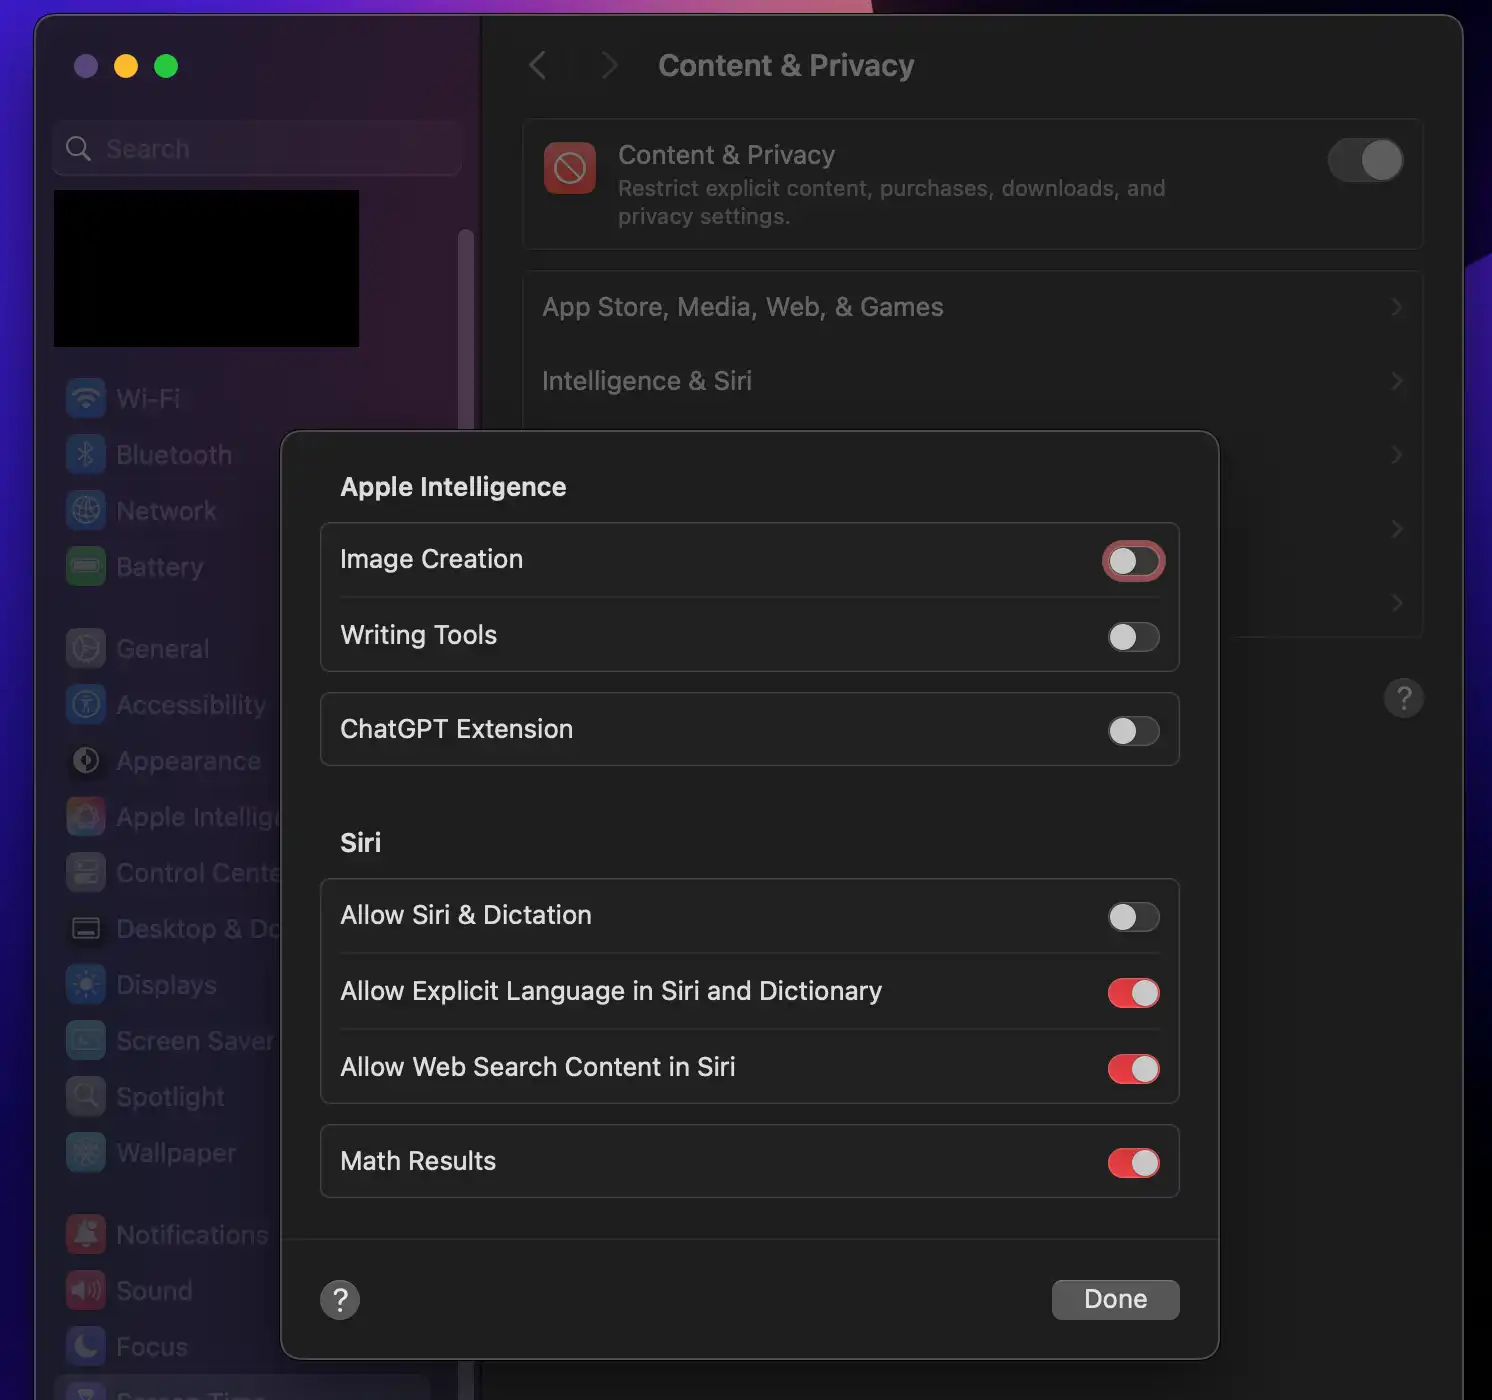 Search
Wi-Fi
Bluetooth
Network
Battery
General
Accessibility
Appearance
Apple Intellig
Control Cente
Desktop & Do
Displays
Screen Saver
Spotlight
Wallpaper
Notifications
Sound
Focus
Screen Time
Content & Privacy
Content & Privacy
Restrict explicit content, purchases, downloads, and
privacy settings.
App Store, Media, Web, & Games
Intelligence & Siri
?
Apple Intelligence
Image Creation
Writing Tools
ChatGPT Extension
Siri
Allow Siri & Dictation
Allow Explicit Language in Siri and Dictionary
Allow Web Search Content in Siri
Math Results
?
Done